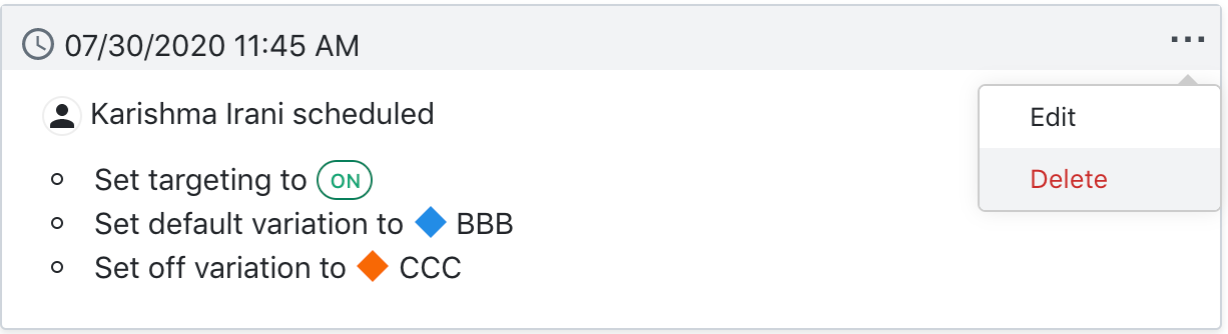 07/30/2020 11:45 AM
...
Karishma Irani scheduled
Edit
Set targeting to ON
Delete
Set default variation to BBB
Set off variation to CCC